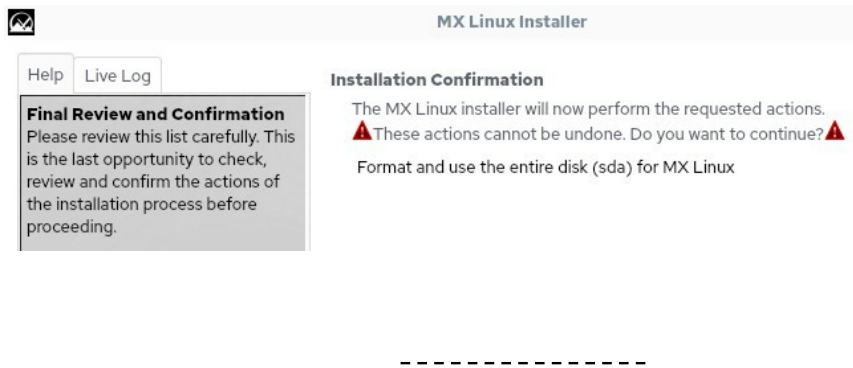 MX Linux Installer
Help
Live Log
Final Review and Confirmation
Please review this list carefully. This
is the last opportunity to check,
review and confirm the actions of
the installation process before
proceeding.
Installation Confirmation
The MX Linux installer will now perform the requested actions.
These actions cannot be undone. Do you want to continue?
Format and use the entire disk (sda) for MX Linux
_ _ _ _ _ _ _ _ _ _ _ _ _ _ _